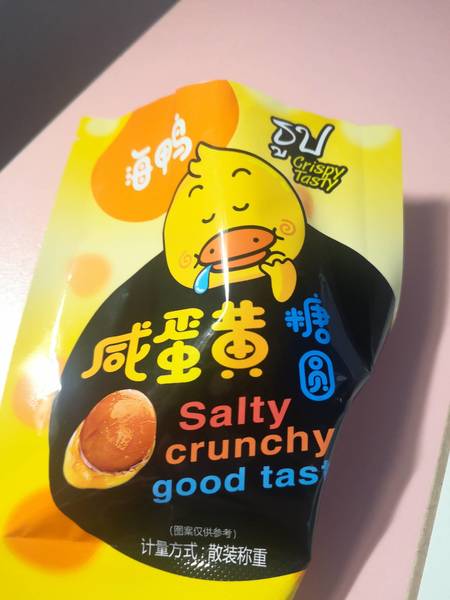 海鸭
ธูป
Crispy
Tasty
咸蛋黄
糖圆
Salty
crunchy
good tast
(图案仅供参考)
计量方式:散装称重